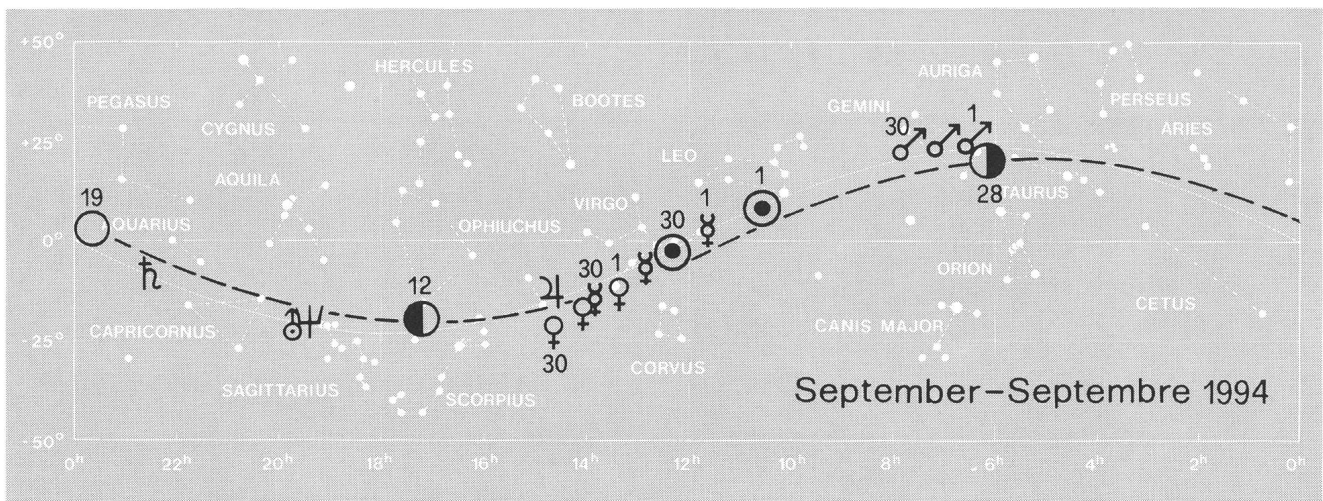 +50°
HERCULES
AURIGA
PEGASUS
BOOTES
GEMINI
PERSEUS
CYGNUS
30
1
ARIES
+25°
LEO
AQUILA
1
19
VIRGO
1
28
TAURUS
QUARIUS
OPHIUCHUS
30
0°
30
1
ORION
12
CETUS
CAPRICORNUS
CANIS MAJOR
-25°
30
CORVUS
SAGITTARIUS
SCORPIUS
September–Septembre 1994
-50°
0h 22h 20h 18h 16h 14h 12h 10h 6h 4h 2h 0h